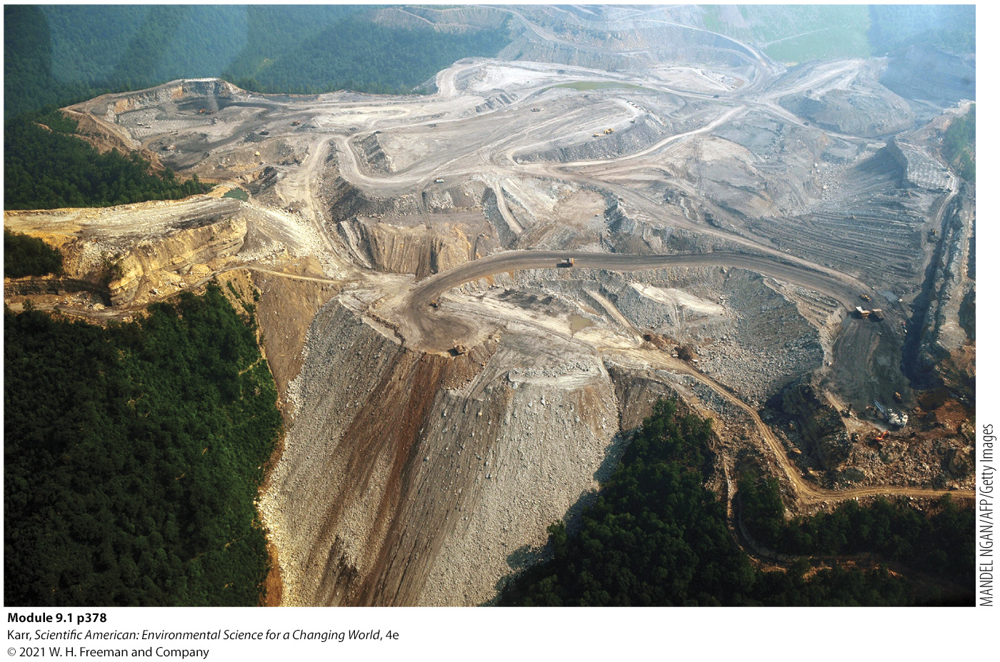 MANDEL NGAN/AFP/Getty Images
Module 9.1 p378
Karr, Scientific American: Environmental Science for a Changing World, 4e
© 2021 W. H. Freeman and Company